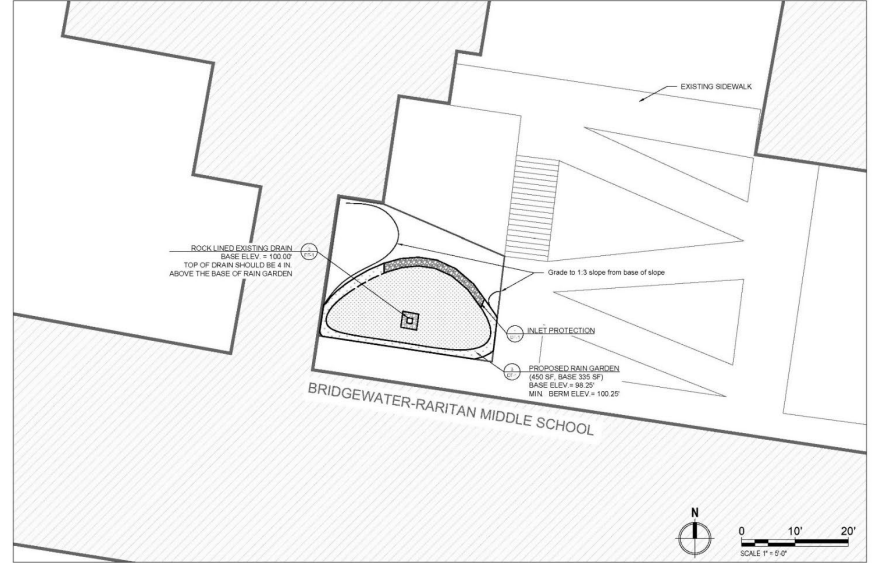 EXISTING SIDEWALK
ROCK LINED EXISTING DRAIN
BASE ELEV. = 100.00'
TOP OF DRAIN SHOULD BE 4 IN.
ABOVE THE BASE OF RAIN GARDEN
Grade to 1:3 slope from base of slope
INLET PROTECTION
PROPOSED RAIN GARDEN
(450 SF, BASE 335 SF)
BASE ELEV.= 98.25'
MIN. BERM ELEV.= 100.25'
BRIDGEWATER-RARITAN MIDDLE SCHOOL
N
0 10' 20'
SCALE 1" = 5'-0"